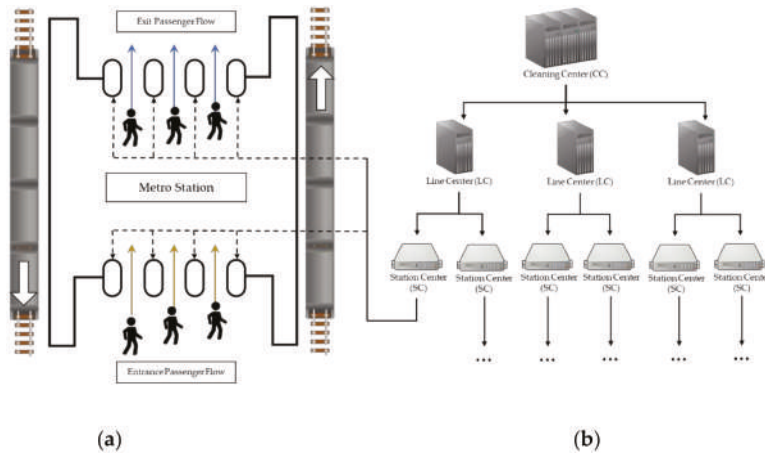 Exit Passenger Flow
Metro Station
Entrance Passenger Flow
(a)
Cleaning Center (CC)
Line Center (LC)
Line Center (LC)
Line Center (LC)
Station Center
(SC)
Station Center
(SC)
Station Center
(SC)
Station Center
(SC)
Station Center
(SC)
Station Center
(SC)
...
...
...
...
...
(b)